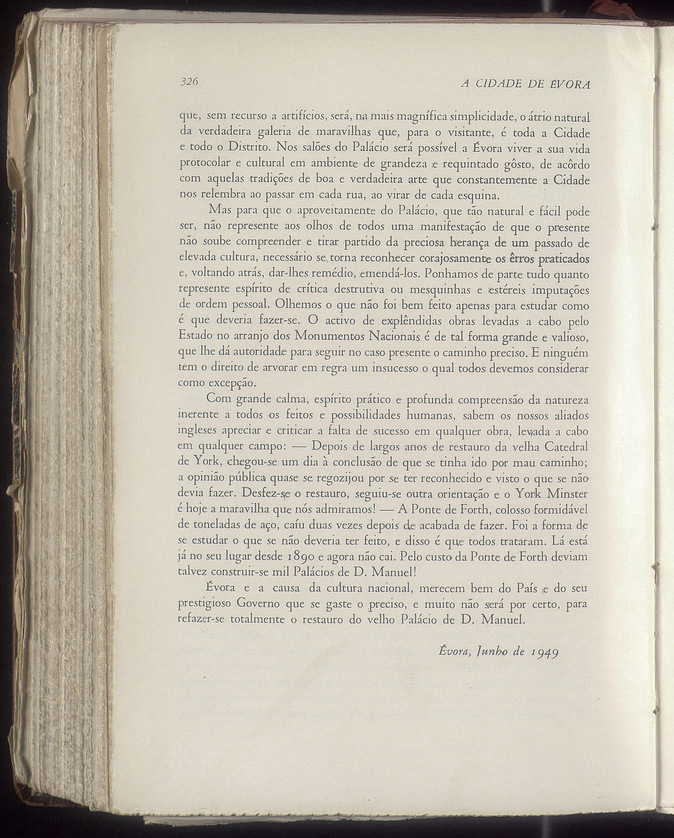 326
A CIDADE DE ÉVORA
que, sem recurso a artifícios, será, na mais magnífica simplicidade, o átrio natural
da verdadeira galeria de maravilhas que, para o visitante, é toda a Cidade
e todo o Distrito. Nos salões do Palácio será possível a Évora viver a sua vida
protocolar e cultural em ambiente de grandeza e requintado gôsto, de acôrdo
com aquelas tradições de boa e verdadeira arte que constantemente a Cidade
nos relembra ao passar em cada rua, ao virar de cada esquina.
Mas para que o aproveitamento do Palácio, que tão natural e fácil pode
ser, não represente aos olhos de todos uma manifestação de que o presente
não soube compreender e tirar partido da preciosa herança de um passado de
elevada cultura, necessário se torna reconhecer corajosamente os êrros praticados
e, voltando atrás, dar-lhes remédio, emendá-los. Ponhamos de parte tudo quanto
represente espírito de crítica destrutiva ou mesquinhas e estéreis imputações
de ordem pessoal. Olhemos o que não foi bem feito apenas para estudar como
é que deveria fazer-se. O activo de explêndidas obras levadas a cabo pelo
Estado no arranjo dos Monumentos Nacionais é de tal forma grande e valioso,
que lhe dá autoridade para seguir no caso presente o caminho preciso. E ninguém
tem o direito de arvorar em regra um insucesso o qual todos devemos considerar
como excepção.
Com grande calma, espírito prático e profunda compreensão da natureza
inerente a todos os feitos e possibilidades humanas, sabem os nossos aliados
ingleses apreciar e criticar a falta de sucesso em qualquer obra, levada a cabo
em qualquer campo: — Depois de largos anos de restauro da velha Catedral
de York, chegou-se um dia à conclusão de que se tinha ido por mau caminho;
a opinião pública quase se regozijou por se ter reconhecido e visto o que se não
devia fazer. Desfez-se o restauro, seguiu-se outra orientação e o York Minster
é hoje a maravilha que nós admiramos! — A Ponte de Forth, colosso formidável
de toneladas de aço, caíu duas vezes depois de acabada de fazer. Foi a forma de
se estudar o que se não deveria ter feito, e disso é que todos trataram. Lá está
já no seu lugar desde 1890 e agora não cai. Pelo custo da Ponte de Forth deviam
talvez construir-se mil Palácios de D. Manuel!
Évora e a causa da cultura nacional, merecem bem do País e do seu
prestigioso Governo que se gaste o preciso, e muito não será por certo, para
refazer-se totalmente o restauro do velho Palácio de D. Manuel.
Évora, Junho de 1949